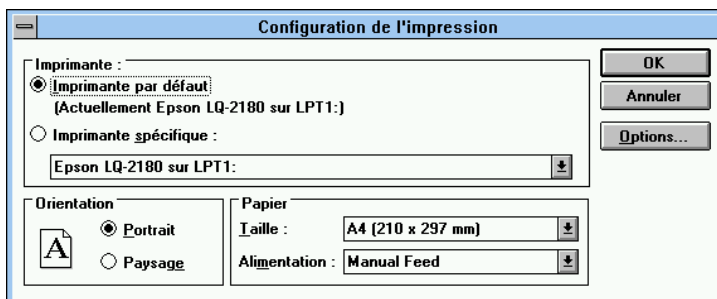 Configuration de l'impression
Imprimante :
Imprimante par défaut
(Actuellement Epson LQ-2180 sur LPT1:)
Imprimante spécifique :
Epson LQ-2180 sur LPT1:
OK
Annuler
Options...
Orientation
A
Portrait
Paysage
Papier
Taille : A4 (210 x 297 mm)
Alimentation : Manual Feed